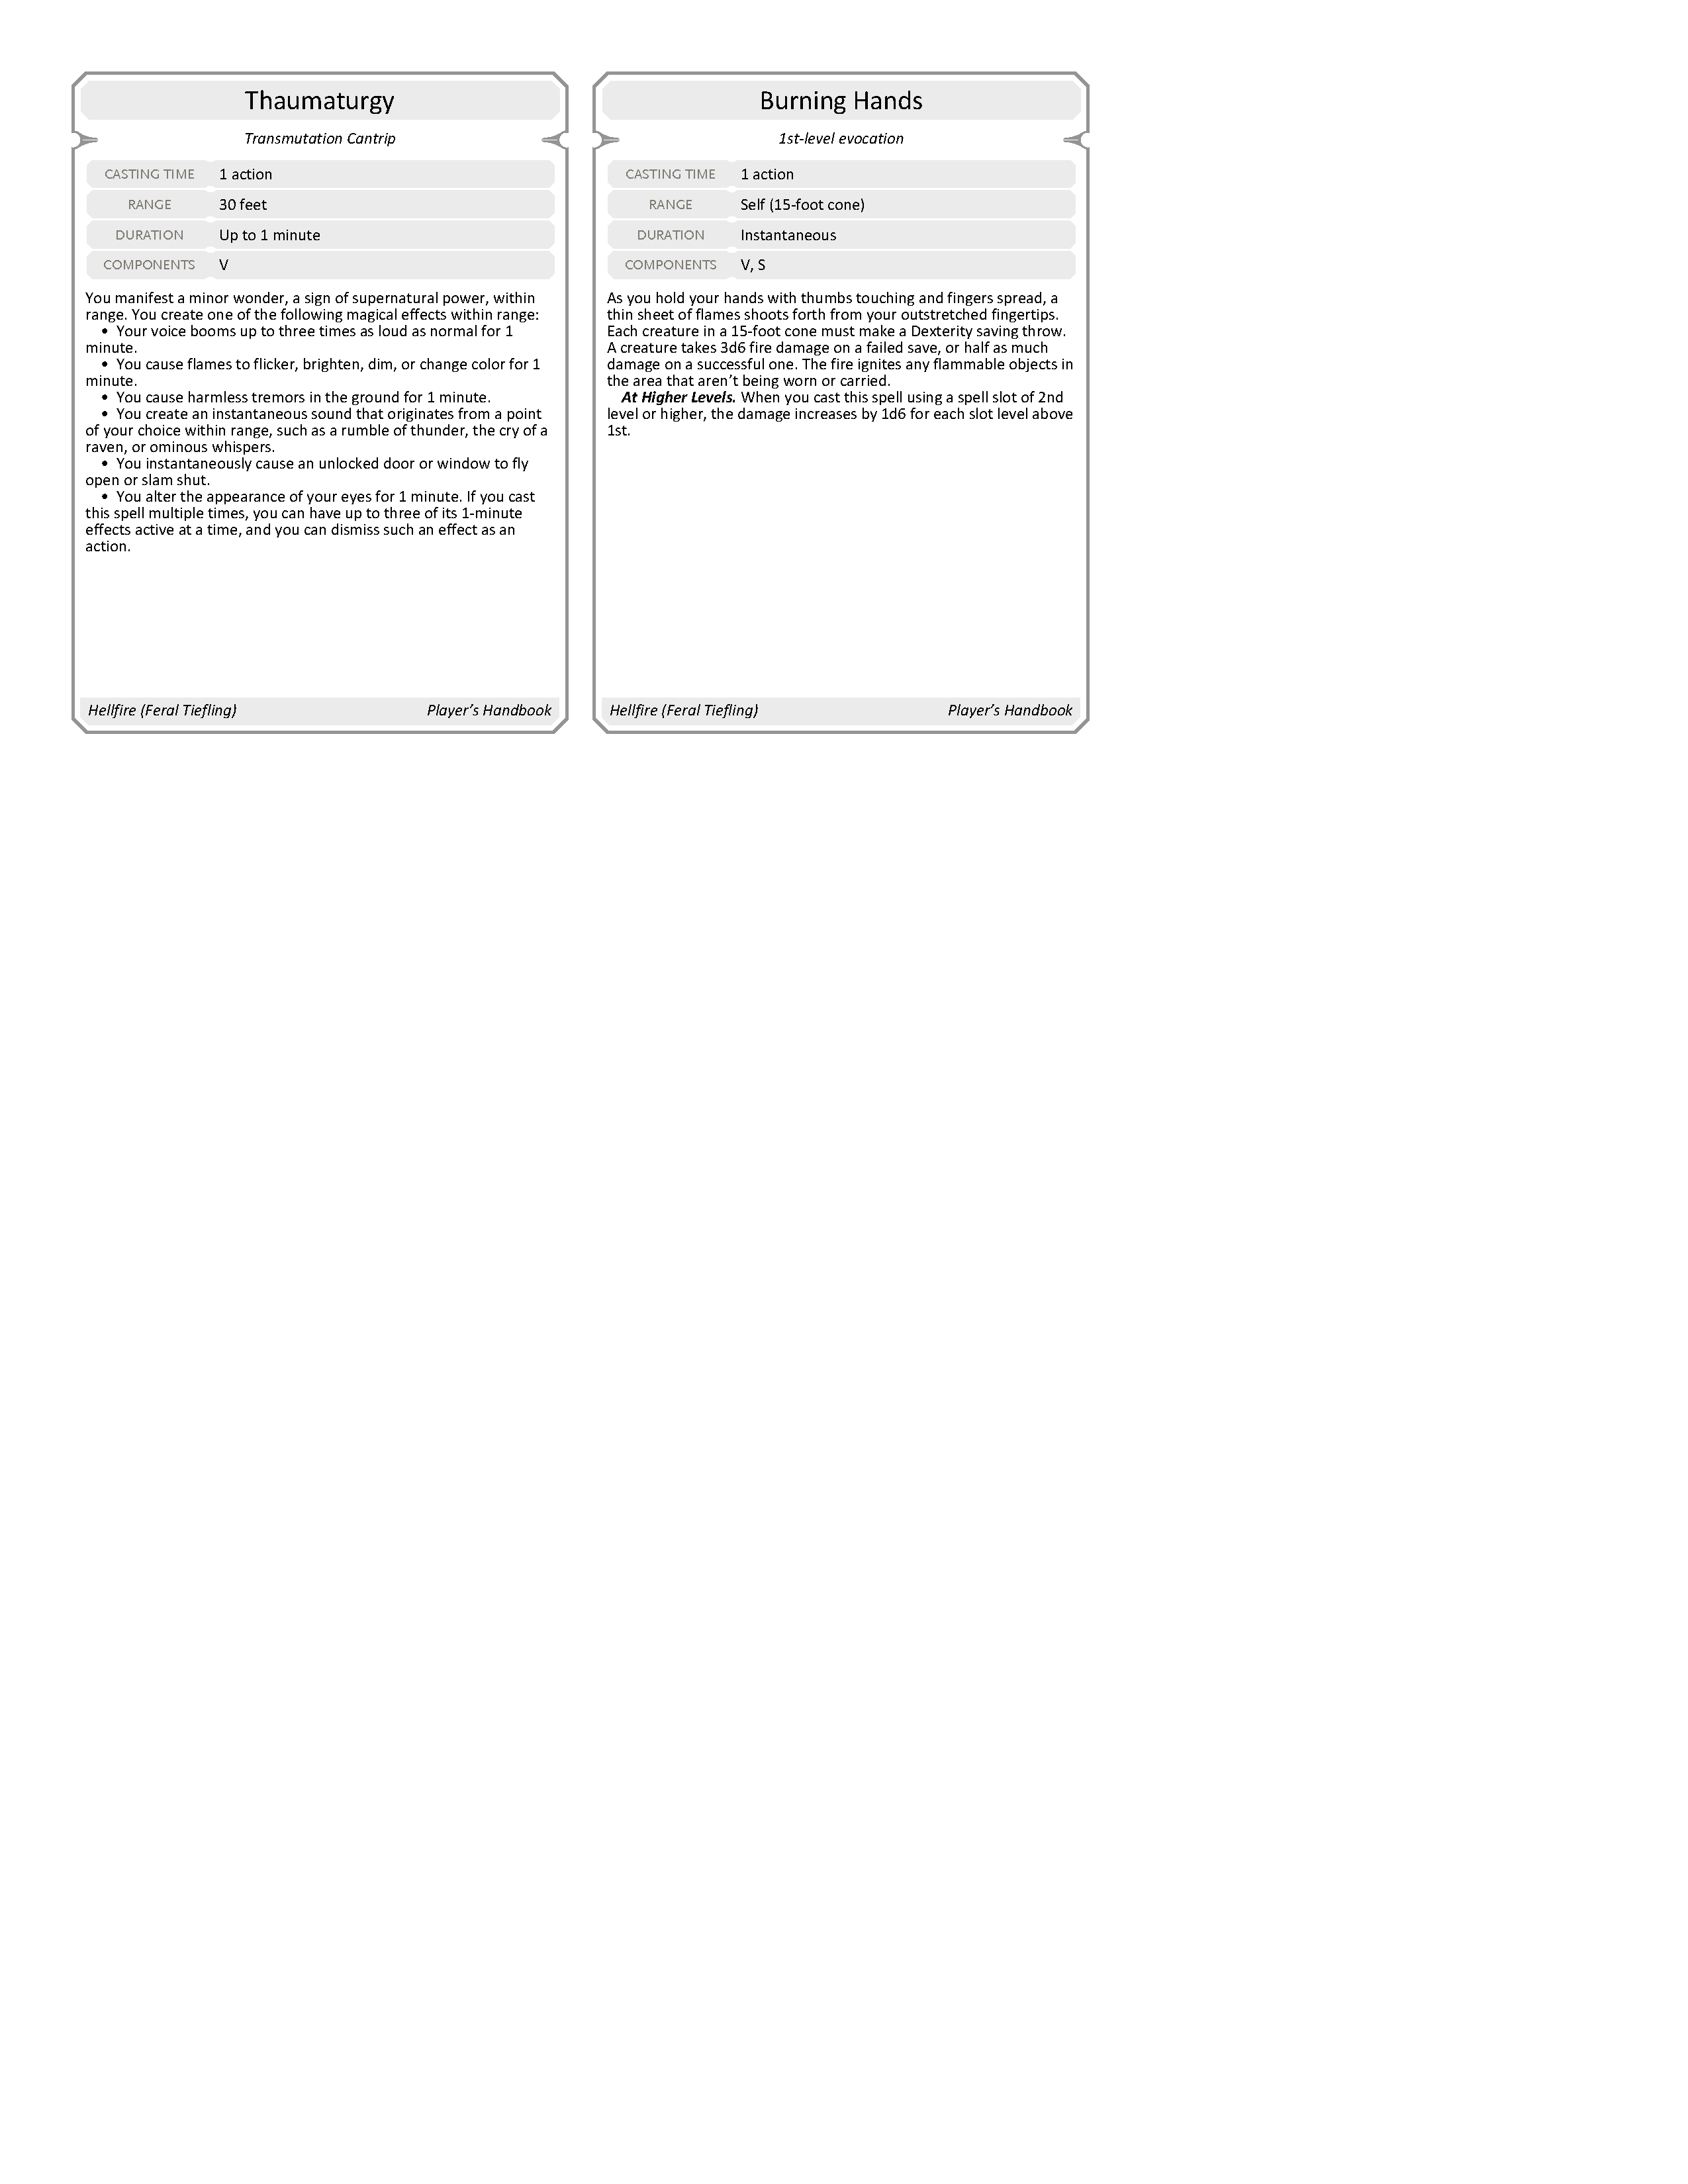 Thaumaturgy
Transmutation Cantrip
CASTING TIME 1 action
RANGE 30 feet
DURATION Up to 1 minute
COMPONENTS V
You manifest a minor wonder, a sign of supernatural power, within
range. You create one of the following magical effects within range:
• Your voice booms up to three times as loud as normal for 1
minute.
• You cause flames to flicker, brighten, dim, or change color for 1
minute.
• You cause harmless tremors in the ground for 1 minute.
• You create an instantaneous sound that originates from a point
of your choice within range, such as a rumble of thunder, the cry of a
raven, or ominous whispers.
• You instantaneously cause an unlocked door or window to fly
open or slam shut.
• You alter the appearance of your eyes for 1 minute. If you cast
this spell multiple times, you can have up to three of its 1-minute
effects active at a time, and you can dismiss such an effect as an
action.
Hellfire (Feral Tiefling) Player’s Handbook
Burning Hands
1st-level evocation
CASTING TIME 1 action
RANGE Self (15-foot cone)
DURATION Instantaneous
COMPONENTS V, S
As you hold your hands with thumbs touching and fingers spread, a
thin sheet of flames shoots forth from your outstretched fingertips.
Each creature in a 15-foot cone must make a Dexterity saving throw.
A creature takes 3d6 fire damage on a failed save, or half as much
damage on a successful one. The fire ignites any flammable objects in
the area that aren’t being worn or carried.
At Higher Levels. When you cast this spell using a spell slot of 2nd
level or higher, the damage increases by 1d6 for each slot level above
1st.
Hellfire (Feral Tiefling) Player’s Handbook